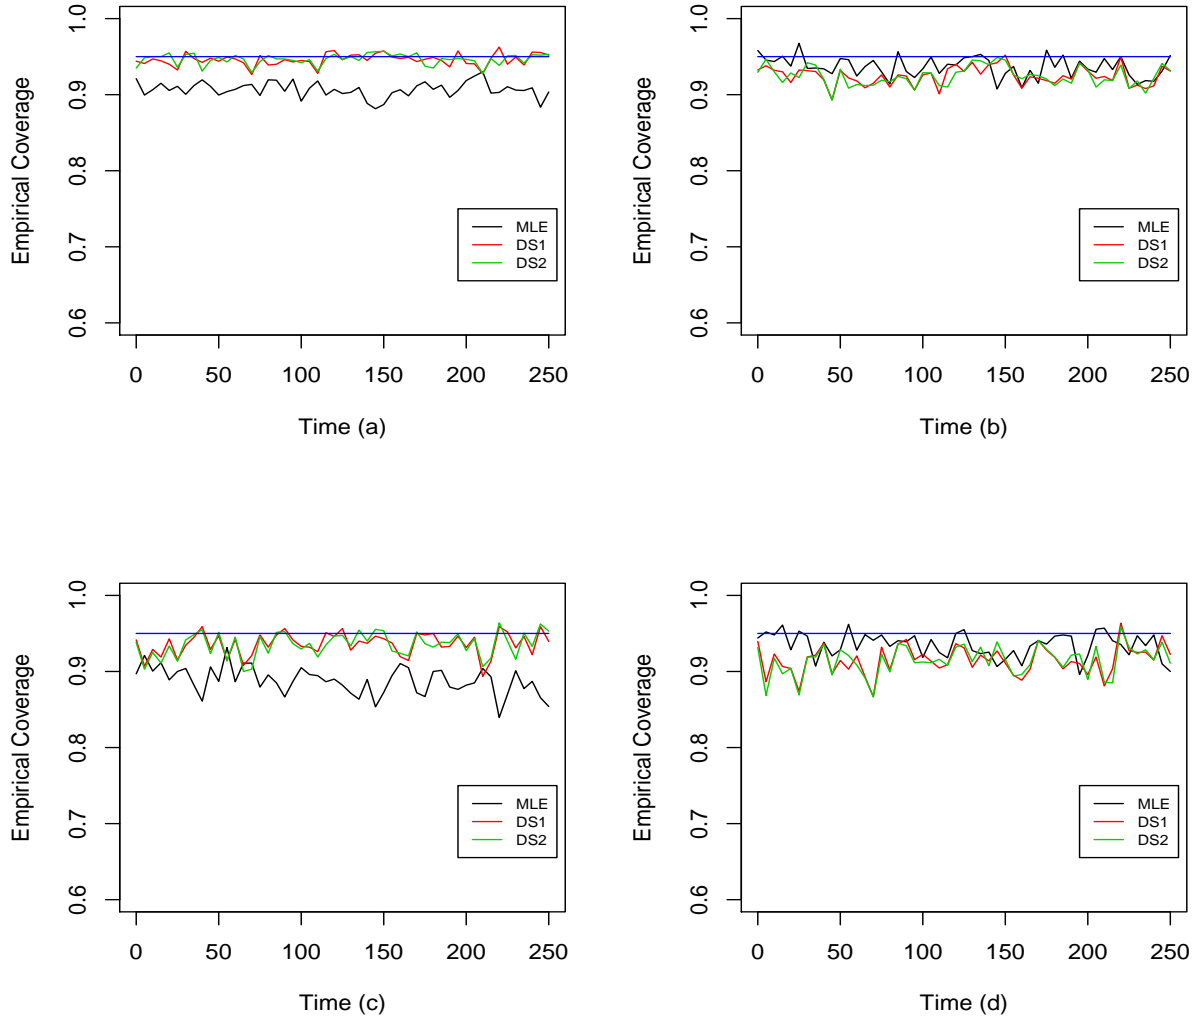 Empirical Coverage
1.0
0.9
0.8
0.7
0.6
MLE
DS1
DS2
0 50 100 150 200 250
Time (a)
Empirical Coverage
1.0
0.9
0.8
0.7
0.6
MLE
DS1
DS2
0 50 100 150 200 250
Time (b)
Empirical Coverage
1.0
0.9
0.8
0.7
0.6
MLE
DS1
DS2
0 50 100 150 200 250
Time (c)
Empirical Coverage
1.0
0.9
0.8
0.7
0.6
MLE
DS1
DS2
0 50 100 150 200 250
Time (d)